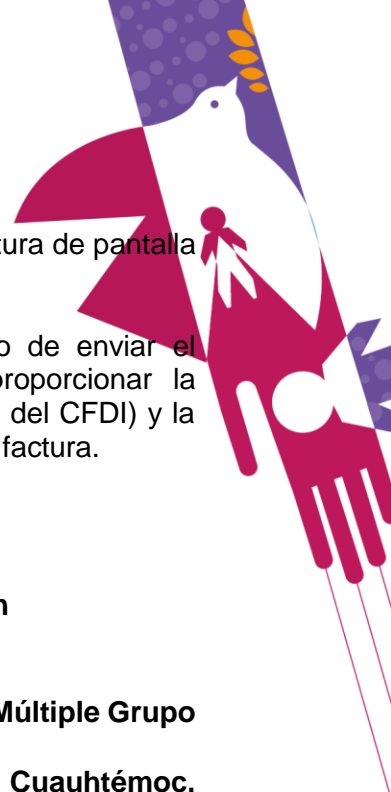 tura de pantalla
o de enviar el
proporcionar la
del CFDI) y la
factura.
n
Múltiple Grupo
Cuauhtémoc.